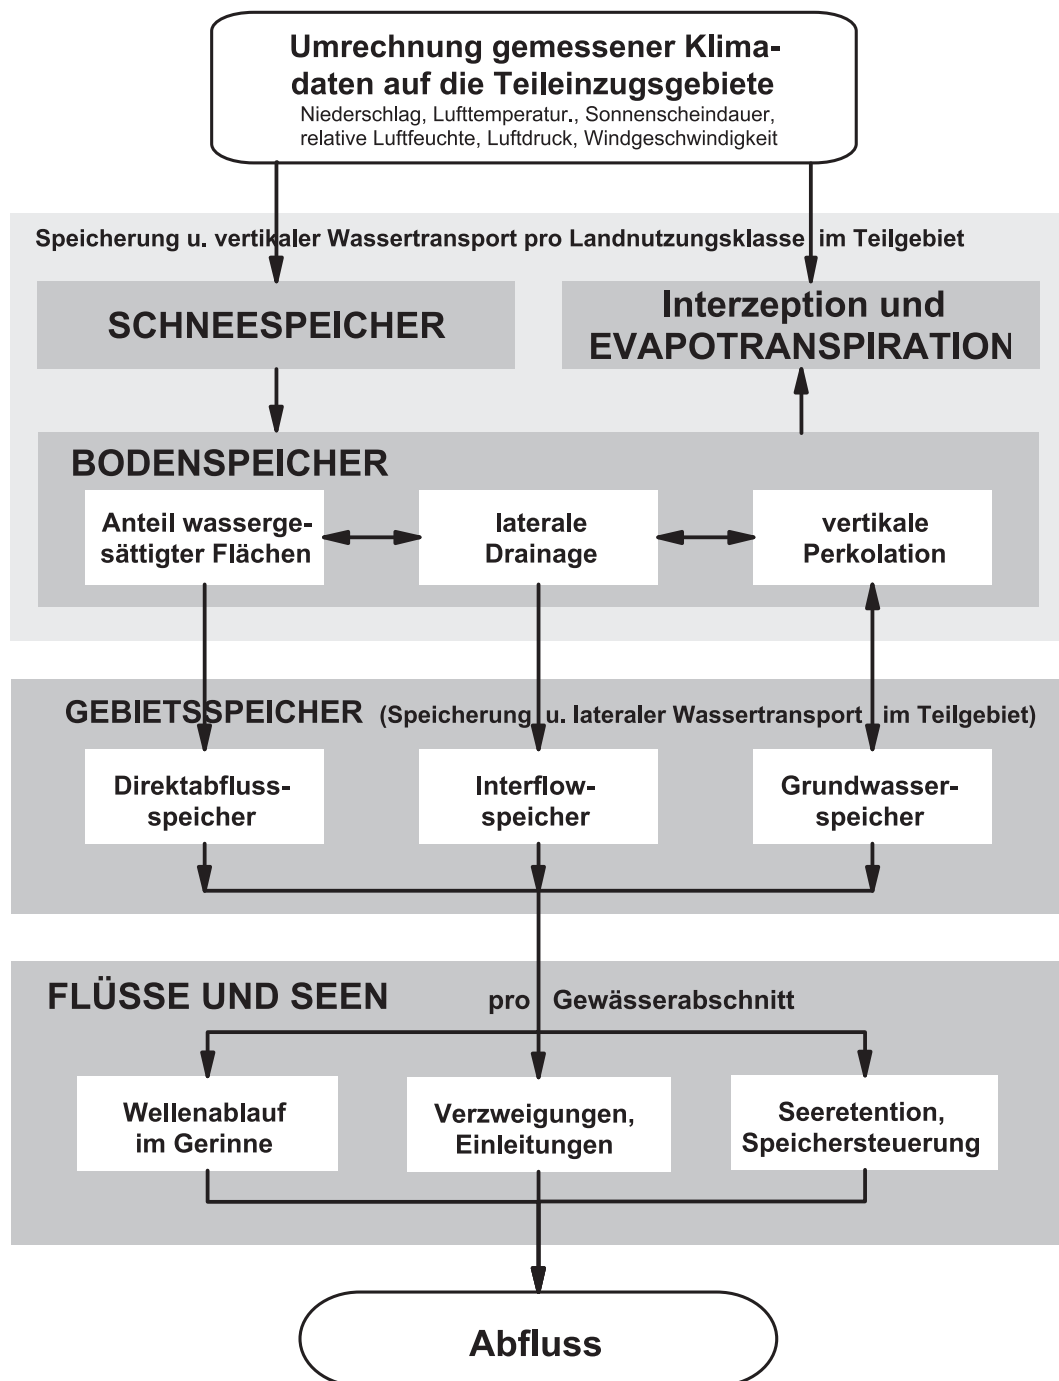 Umrechnung gemessener Klima-
daten auf die Teileinzugsgebiete
Niederschlag, Lufttemperatur., Sonnenscheindauer,
relative Luftfeuchte, Luftdruck, Windgeschwindigkeit
Speicherung u. vertikaler Wassertransport pro Landnutzungsklasse im Teilgebiet
SCHNEESPEICHER
Interzeption und
EVAPOTRANSPIRATION
BODENSPEICHER
Anteil wasserge-
sättigter Flächen
laterale
Drainage
vertikale
Perkolation
GEBIETSSPEICHER (Speicherung u. lateraler Wassertransport im Teilgebiet)
Direktabfluss-
speicher
Interflow-
speicher
Grundwasser-
speicher
FLÜSSE UND SEEN pro Gewässerabschnitt
Wellenablauf
im Gerinne
Verzweigungen,
Einleitungen
Seeretention,
Speichersteuerung
Abfluss